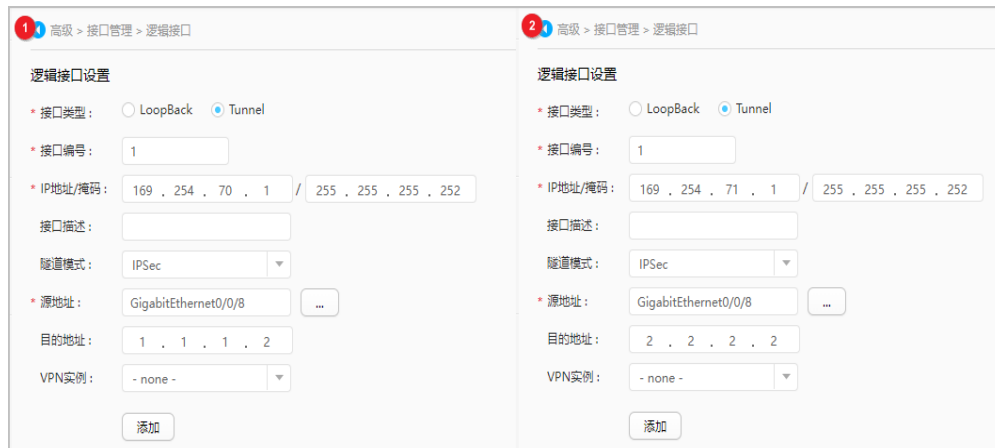 1 高级 > 接口管理 > 逻辑接口
逻辑接口设置
* 接口类型: LoopBack Tunnel
* 接口编号: 1
* IP地址/掩码: 169 . 254 . 70 . 1 / 255 . 255 . 255 . 252
接口描述:
隧道模式: IPSec
* 源地址: GigabitEthernet0/0/8 ...
目的地址: 1 . 1 . 1 . 2
VPN实例: - none -
添加
2 高级 > 接口管理 > 逻辑接口
逻辑接口设置
* 接口类型: LoopBack Tunnel
* 接口编号: 1
* IP地址/掩码: 169 . 254 . 71 . 1 / 255 . 255 . 255 . 252
接口描述:
隧道模式: IPSec
* 源地址: GigabitEthernet0/0/8 ...
目的地址: 2 . 2 . 2 . 2
VPN实例: - none -
添加